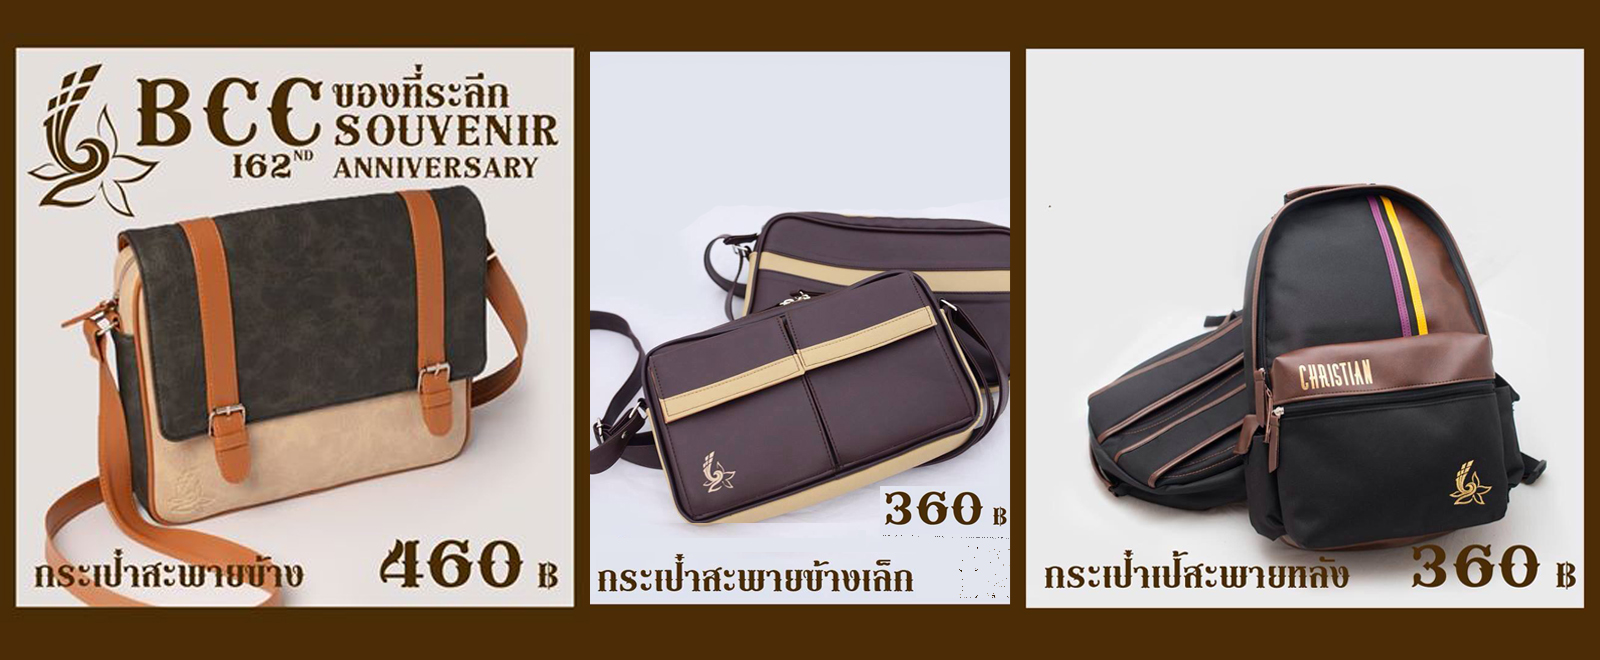 BCC ของที่ระลึก
SOUVENIR
162ND ANNIVERSARY
กระเป๋าสะพายข้าง 460 ฿
360 ฿
กระเป๋าสะพายข้างเล็ก
CHRISTIAN
กระเป๋าเป้สะพายหลัง 360 ฿